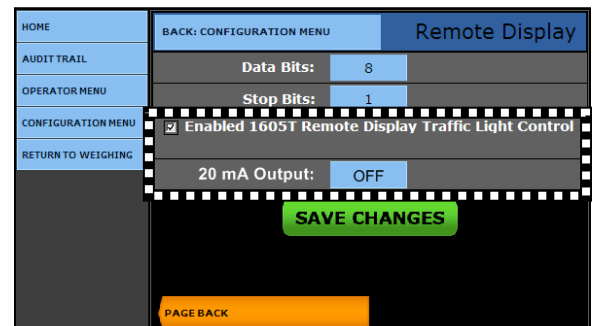 HOME
AUDIT TRAIL
OPERATOR MENU
CONFIGURATION MENU
RETURN TO WEIGHING
BACK: CONFIGURATION MENU
Remote Display
Data Bits: 8
Stop Bits: 1
Enabled 1605T Remote Display Traffic Light Control
20 mA Output: OFF
SAVE CHANGES
PAGE BACK